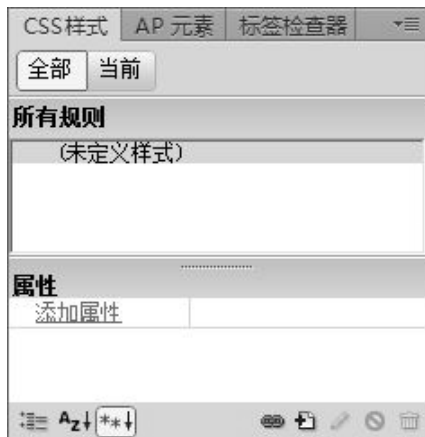 CSS样式 AP 元素 标签检查器
全部 当前
所有规则
(未定义样式)
属性
添加属性
Az↓ **↓